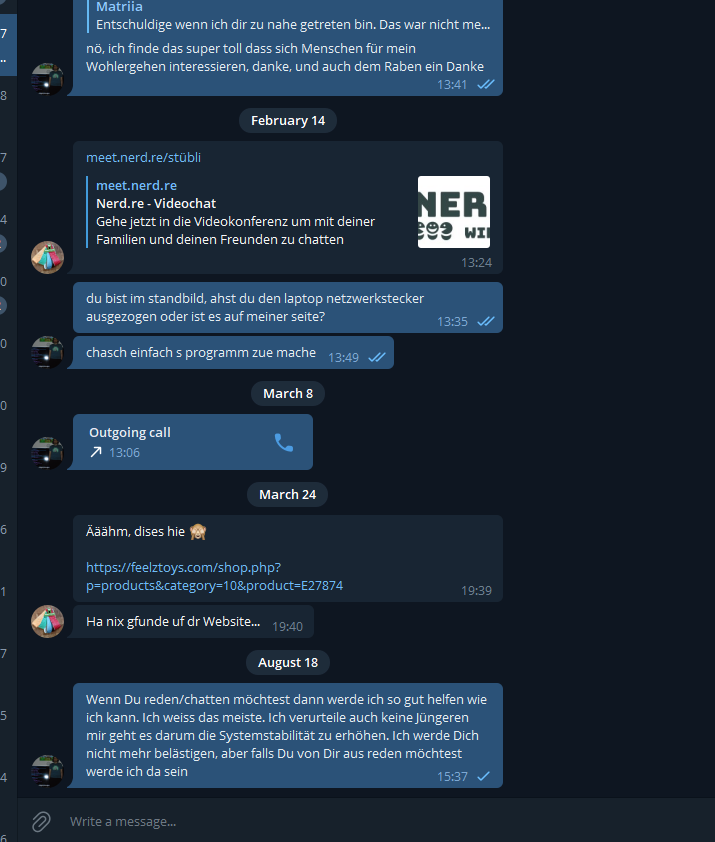 Matriia
Entschuldige wenn ich dir zu nahe getreten bin. Das war nicht me...
nö, ich finde das super toll dass sich Menschen für mein
Wohlergehen interessieren, danke, und auch dem Raben ein Danke
13:41
February 14
meet.nerd.re/stübli
meet.nerd.re
Nerd.re - Videochat
Gehe jetzt in die Videokonferenz um mit deiner
Familien und deinen Freunden zu chatten
NER
WI
13:24
du bist im standbild, ahst du den laptop netzwerkstecker
ausgezogen oder ist es auf meiner seite?
13:35
chasch einfach s programm zue mache 13:49
March 8
Outgoing call
13:06
March 24
Ääähm, dises hie 🙈
https://feelztoys.com/shop.php?
p=products&category=10&product=E27874
19:39
Ha nix gfunde uf dr Website... 19:40
August 18
Wenn Du reden/chatten möchtest dann werde ich so gut helfen wie
ich kann. Ich weiss das meiste. Ich verurteile auch keine Jüngeren
mir geht es darum die Systemstabilität zu erhöhen. Ich werde Dich
nicht mehr belästigen, aber falls Du von Dir aus reden möchtest
werde ich da sein
15:37
Write a message...